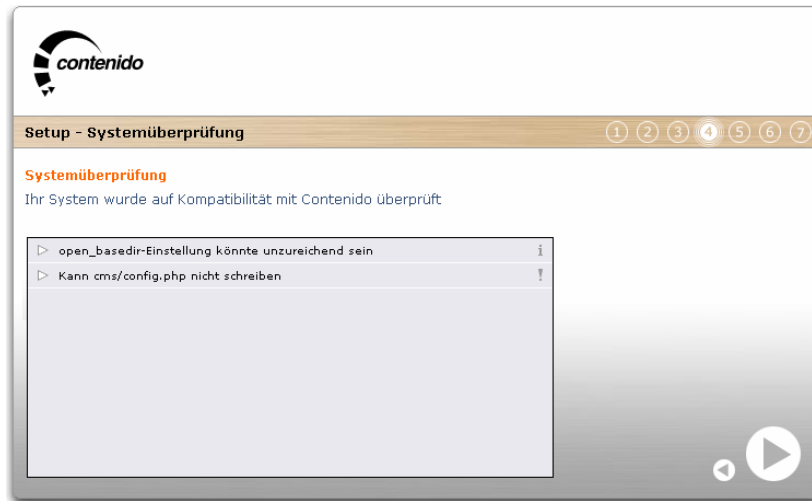 contenido
Setup - Systemüberprüfung
1 2 3 4 5 6 7
Systemüberprüfung
Ihr System wurde auf Kompatibilität mit Contenido überprüft
open_basedir-Einstellung könnte unzureichend sein i
Kann cms/config.php nicht schreiben !